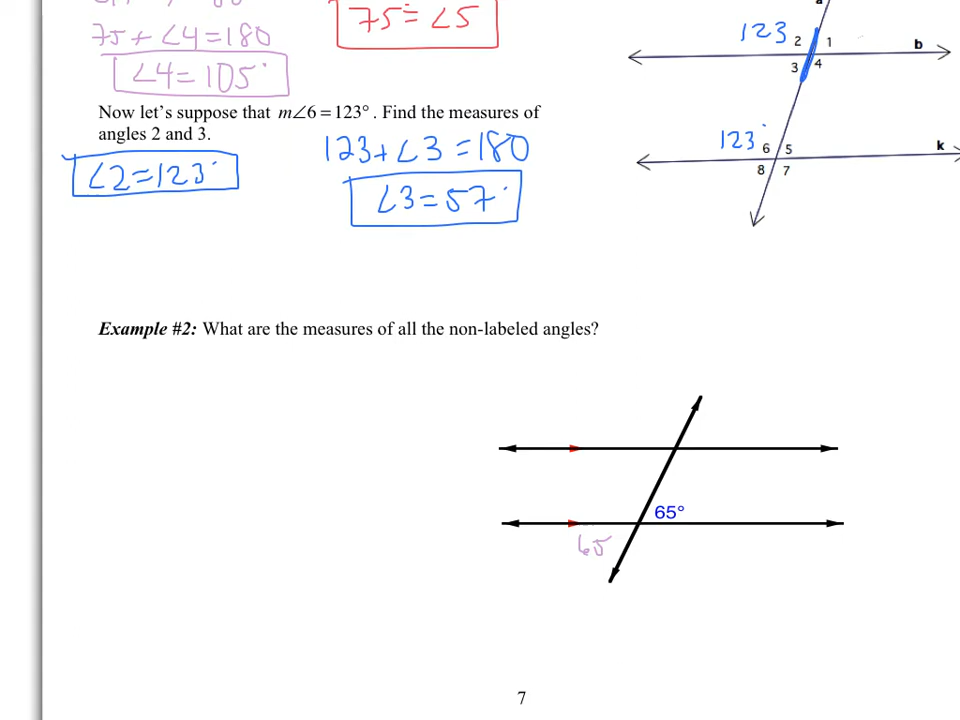 75 = ∠5
75 + ∠4 = 180
∠4 = 105°
Now let's suppose that m∠6 = 123° . Find the measures of
angles 2 and 3.
∠2 = 123°
123 + ∠3 = 180
∠3 = 57°
a
123 2 1 b
3 4
123° 6 5 k
8 7
Example #2: What are the measures of all the non-labeled angles?
65°
65
7